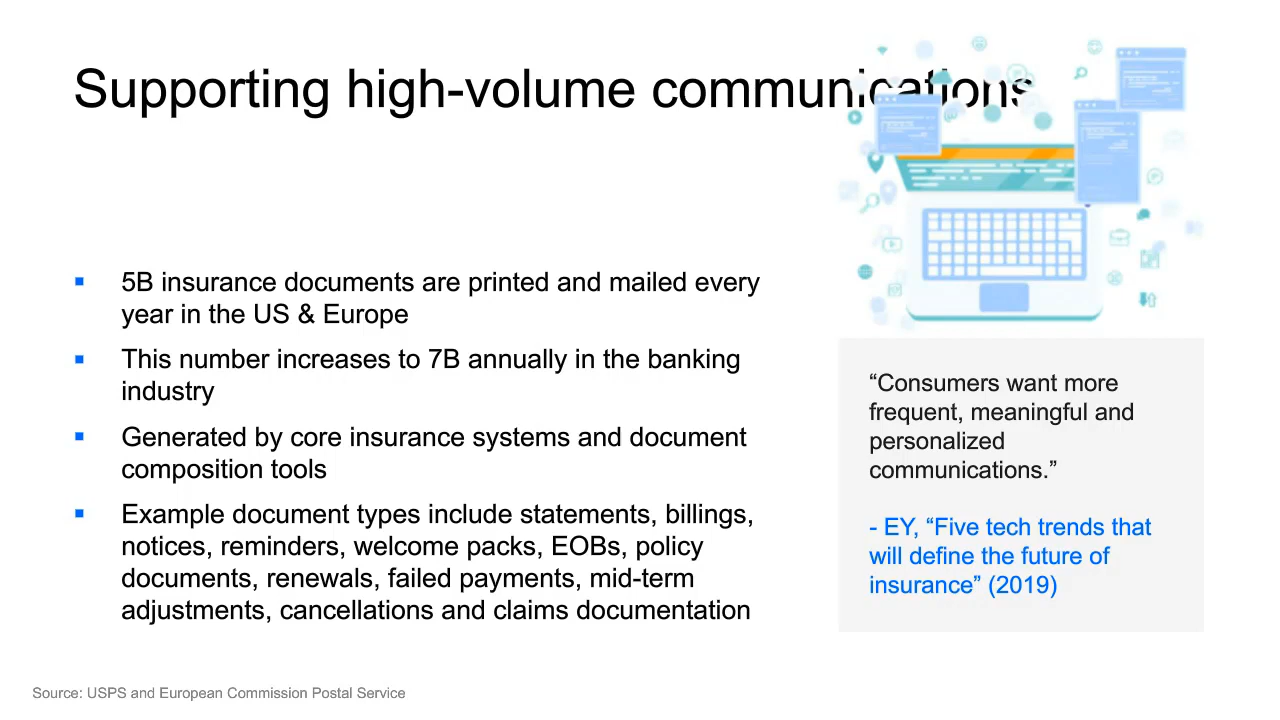 Supporting high-volume communications
5B insurance documents are printed and mailed every
year in the US & Europe
This number increases to 7B annually in the banking
industry
Generated by core insurance systems and document
composition tools
Example document types include statements, billings,
notices, reminders, welcome packs, EOBs, policy
documents, renewals, failed payments, mid-term
adjustments, cancellations and claims documentation
“Consumers want more
frequent, meaningful and
personalized
communications.”
- EY, “Five tech trends that
will define the future of
insurance” (2019)
Source: USPS and European Commission Postal Service